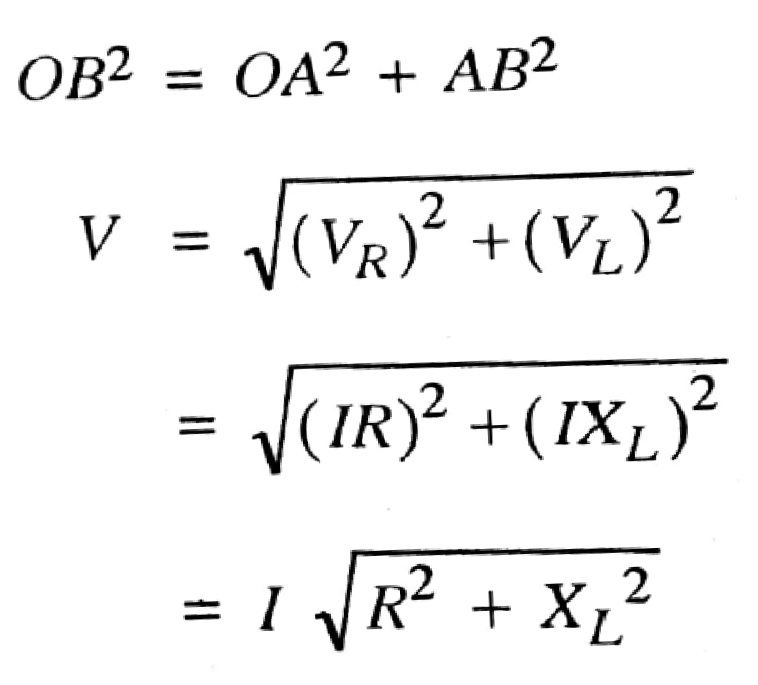 OB² = OA² + AB²
V = √((V_R)² + (V_L)²)
= √((IR)² + (IX_L)²)
= I √(R² + X_L²)